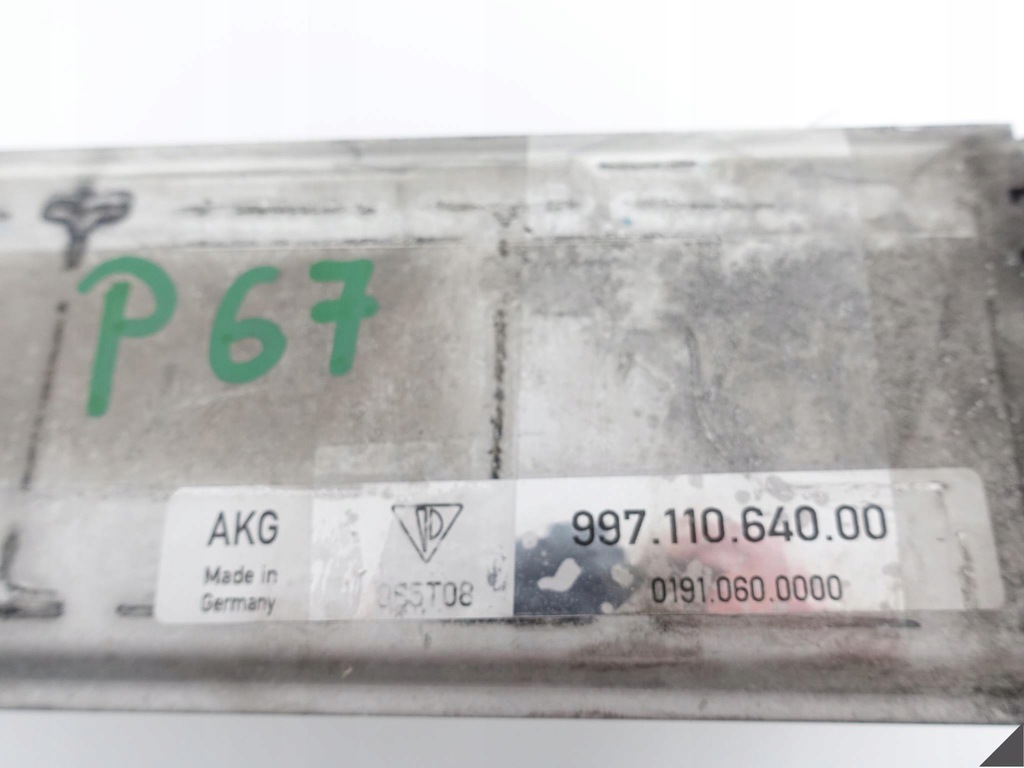 P67
AKG
Made in
Germany
997.110.640.00
0191.060.0000